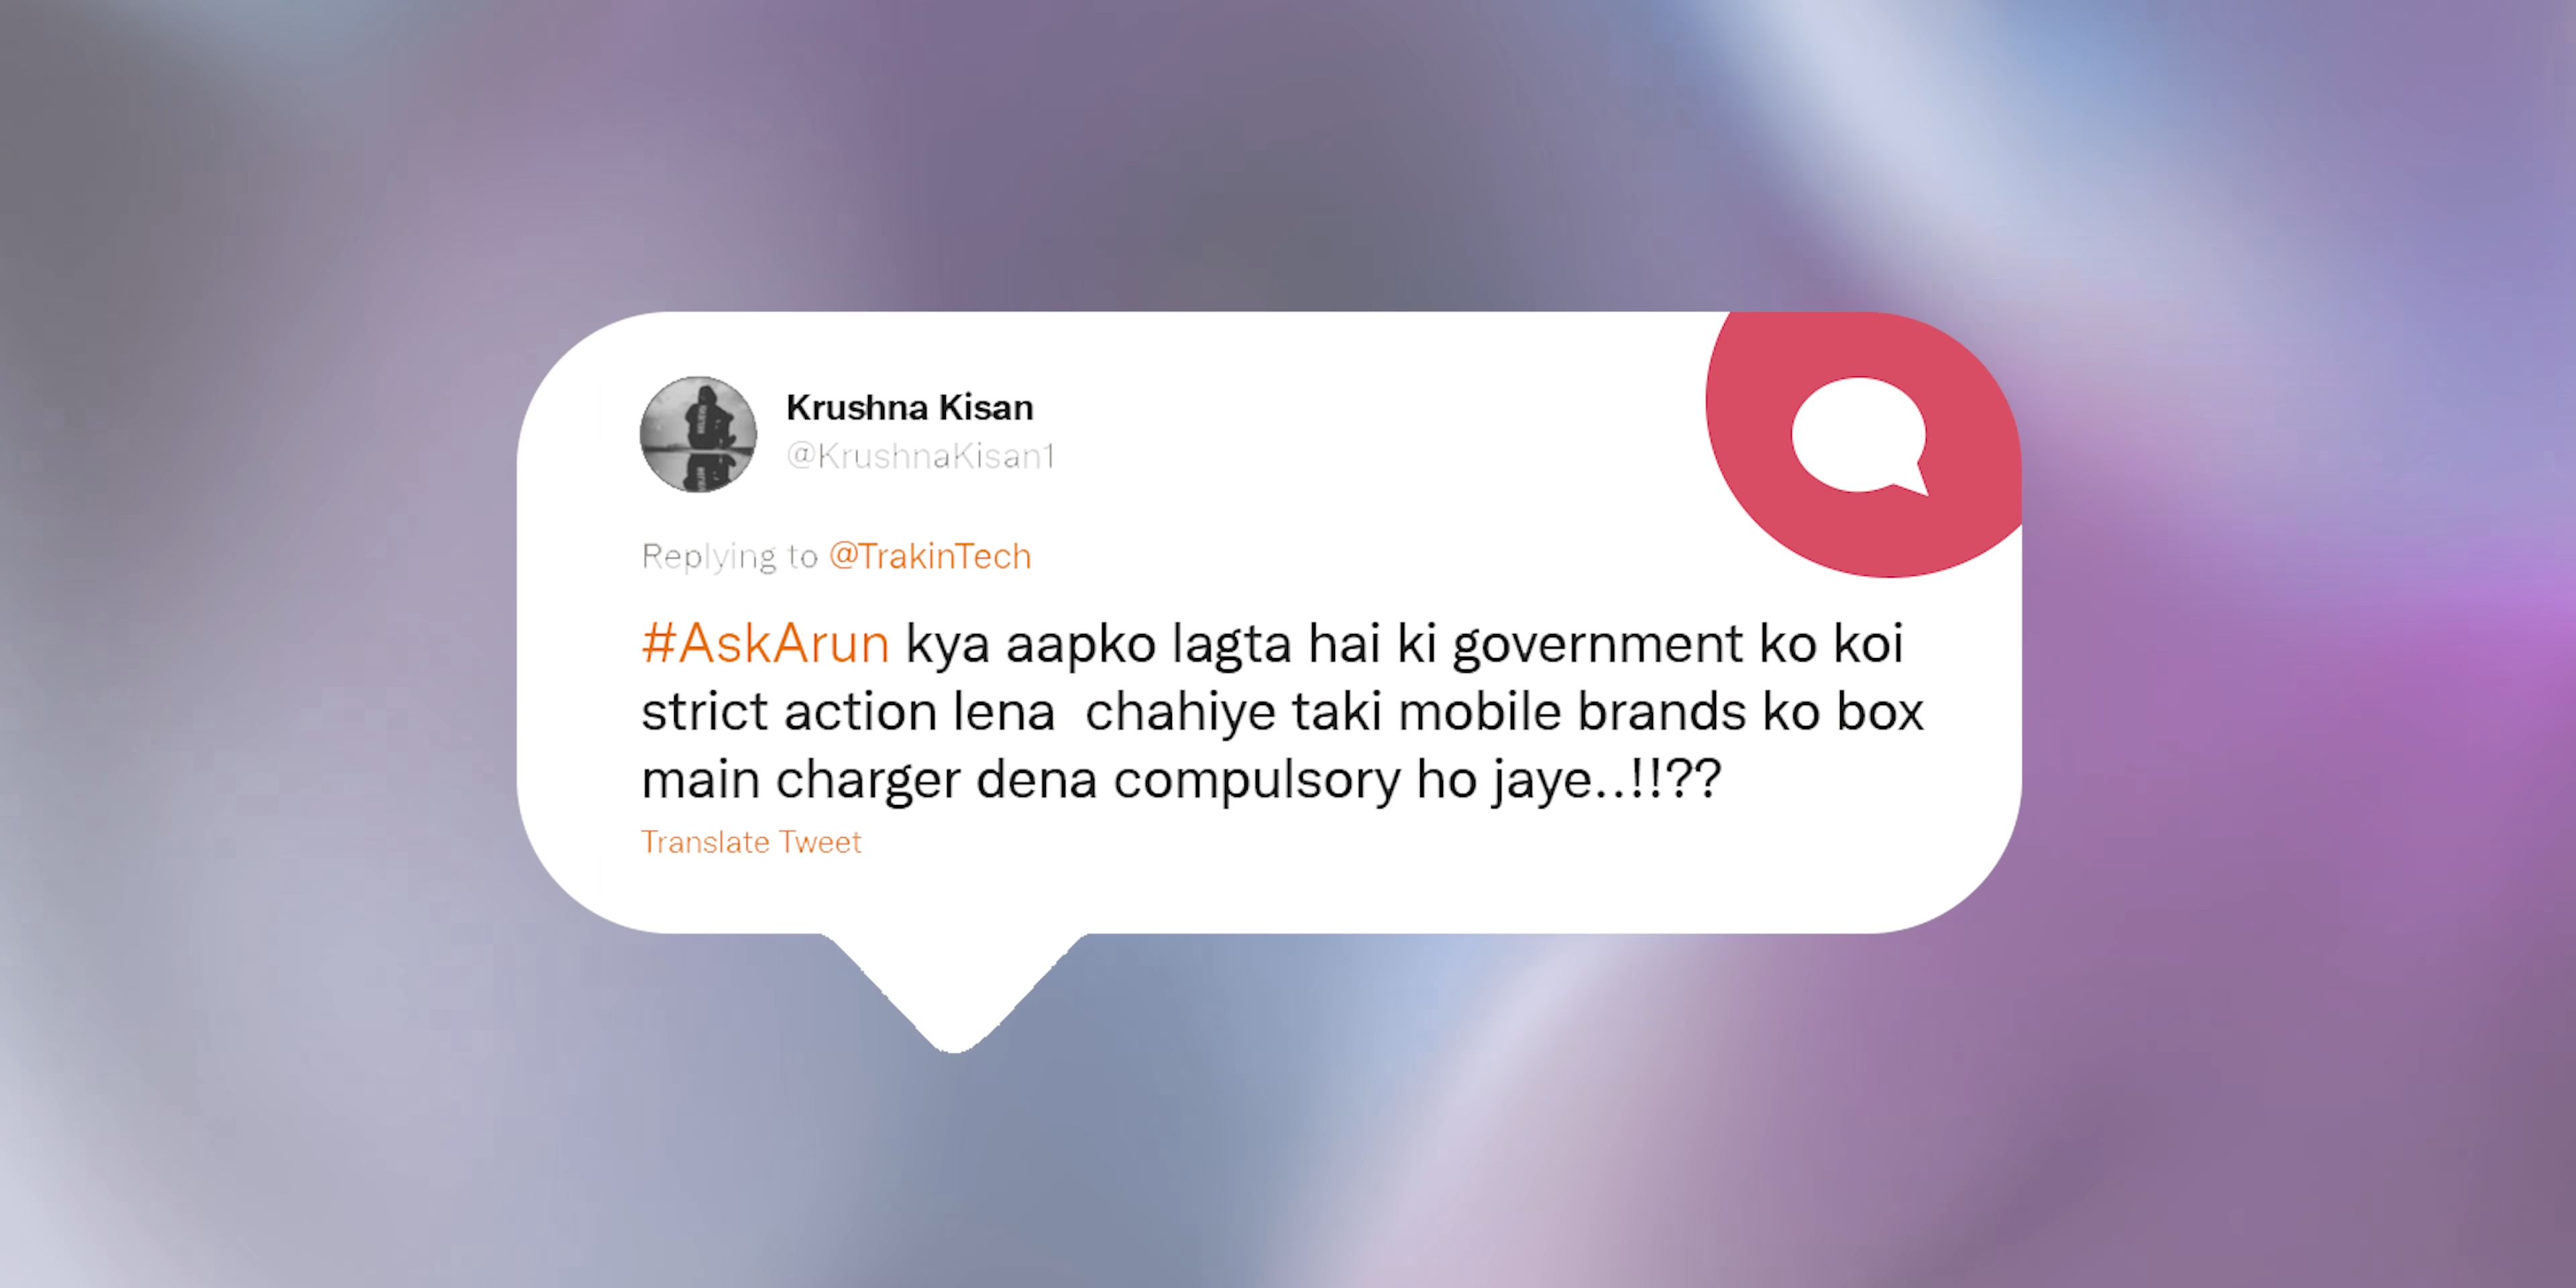 Krushna Kisan
@KrushnaKisan1
Replying to @TrakinTech
#AskArun kya aapko lagta hai ki government ko koi
strict action lena  chahiye taki mobile brands ko box
main charger dena compulsory ho jaye..!!??
Translate Tweet